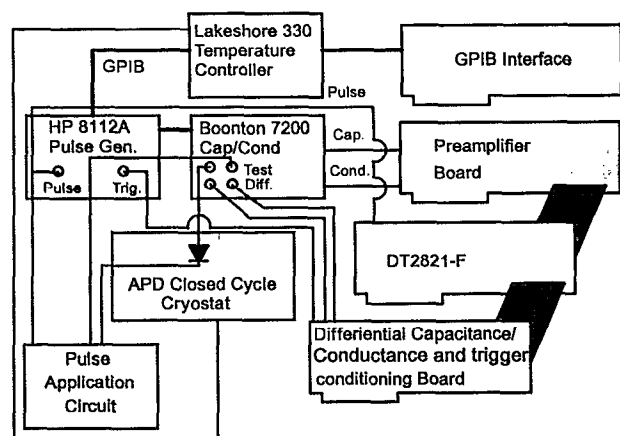 Lakeshore 330
Temperature
Controller
GPIB
GPIB Interface
Pulse
HP 8112A
Pulse Gen.
Pulse
Trig.
Boonton 7200
Cap/Cond
Test
Diff.
Cap.
Cond.
Preamplifier
Board
DT2821-F
APD Closed Cycle
Cryostat
Differiential Capacitance/
Conductance and trigger
conditioning Board
Pulse
Application
Circuit